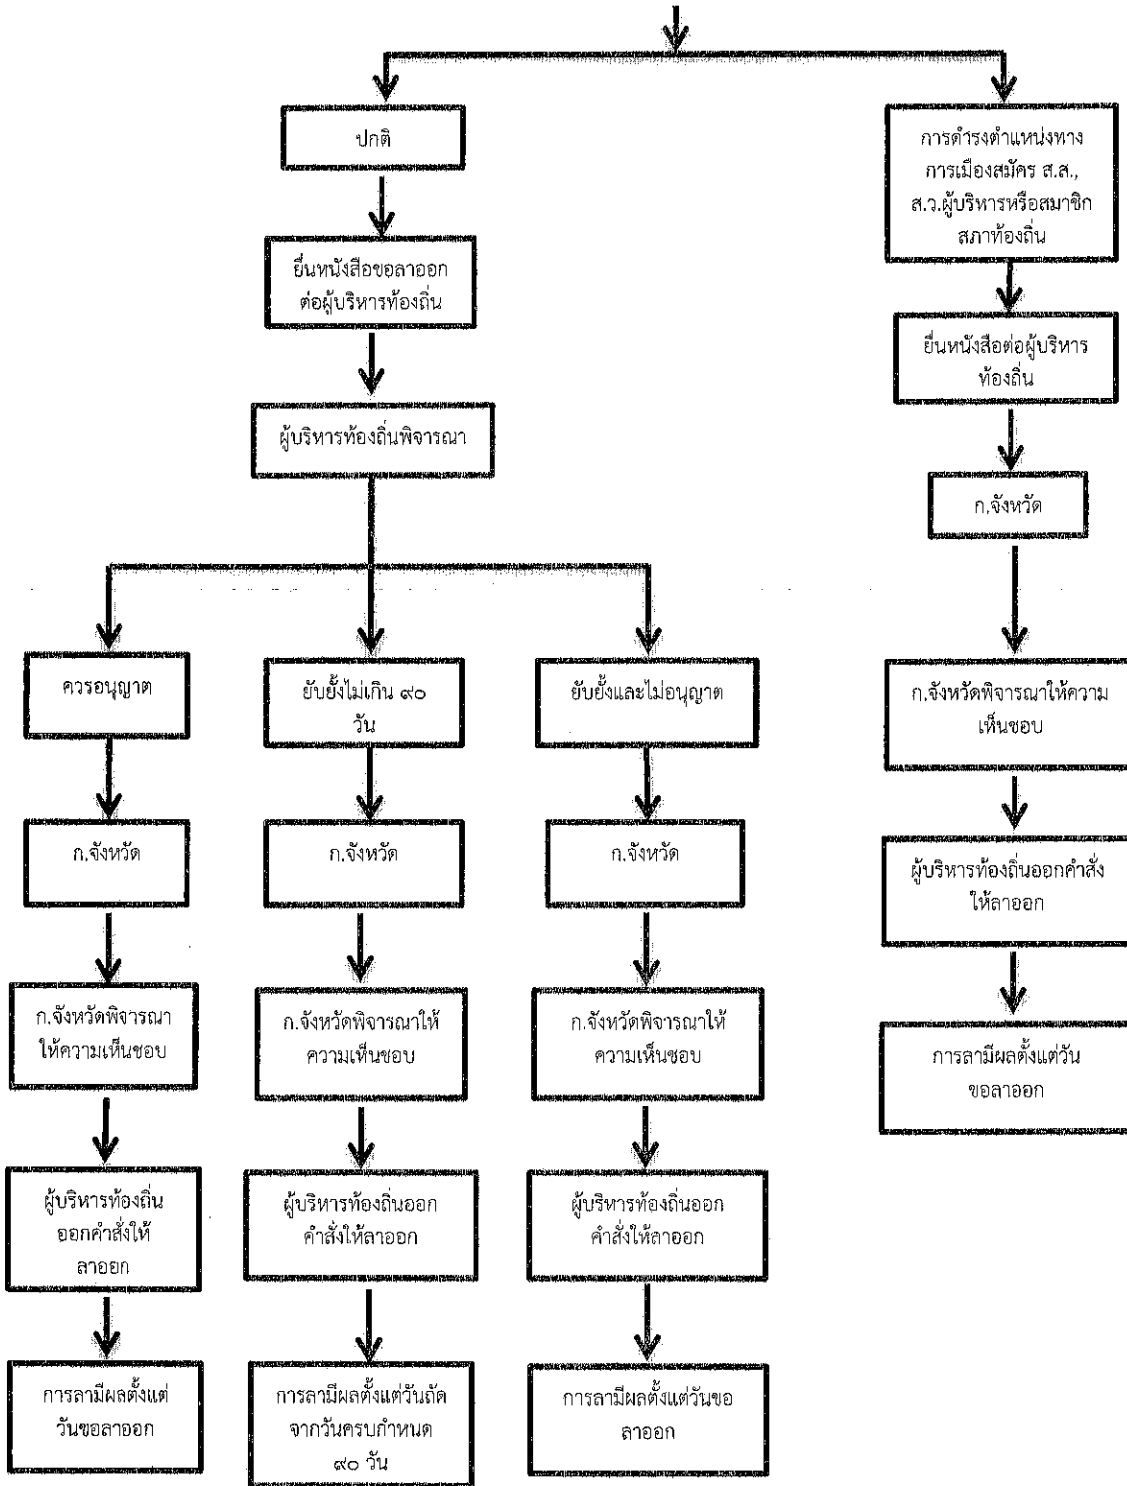 ปกติ
การดำรงตำแหน่งทาง
การเมืองสมัคร ส.ส.,
ส.ว.ผู้บริหารหรือสมาชิก
สภาท้องถิ่น
ยื่นหนังสือขอลาออก
ต่อผู้บริหารท้องถิ่น
ยื่นหนังสือต่อผู้บริหาร
ท้องถิ่น
ผู้บริหารท้องถิ่นพิจารณา
ก.จังหวัด
ควรอนุญาต
ยับยั้งไม่เกิน ๙๐
วัน
ยับยั้งและไม่อนุญาต
ก.จังหวัดพิจารณาให้ความ
เห็นชอบ
ก.จังหวัด
ก.จังหวัด
ก.จังหวัด
ผู้บริหารท้องถิ่นออกคำสั่ง
ให้ลาออก
ก.จังหวัดพิจารณา
ให้ความเห็นชอบ
ก.จังหวัดพิจารณาให้
ความเห็นชอบ
ก.จังหวัดพิจารณาให้
ความเห็นชอบ
การลามีผลตั้งแต่วัน
ขอลาออก
ผู้บริหารท้องถิ่น
ออกคำสั่งให้
ลาออก
ผู้บริหารท้องถิ่นออก
คำสั่งให้ลาออก
ผู้บริหารท้องถิ่นออก
คำสั่งให้ลาออก
การลามีผลตั้งแต่
วันขอลาออก
การลามีผลตั้งแต่วันถัด
จากวันครบกำหนด
๙๐ วัน
การลามีผลตั้งแต่วันขอ
ลาออก